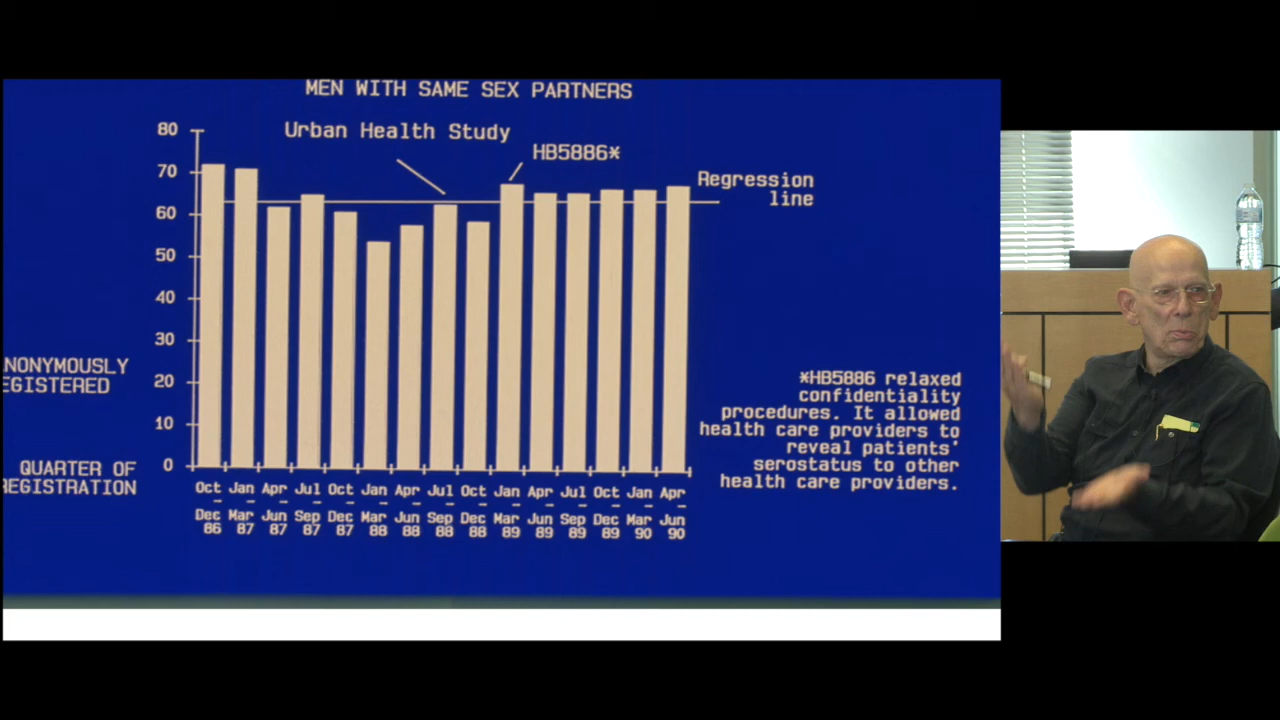 MEN WITH SAME SEX PARTNERS
80
Urban Health Study
HB5886*
70
Regression
line
60
50
40
30
NONYMOUSLY
EGISTERED
20
10
0
*HB5886 relaxed
confidentiality
procedures. It allowed
health care providers to
reveal patients'
serostatus to other
health care providers.
QUARTER OF
REGISTRATION
Oct Jan Apr Jul Oct Jan Apr Jul Oct Jan Apr Jul Oct Jan Apr
– – – – – – – – – – – – – – –
Dec Mar Jun Sep Dec Mar Jun Sep Dec Mar Jun Sep Dec Mar Jun
86 87 87 87 87 88 88 88 88 89 89 89 89 90 90